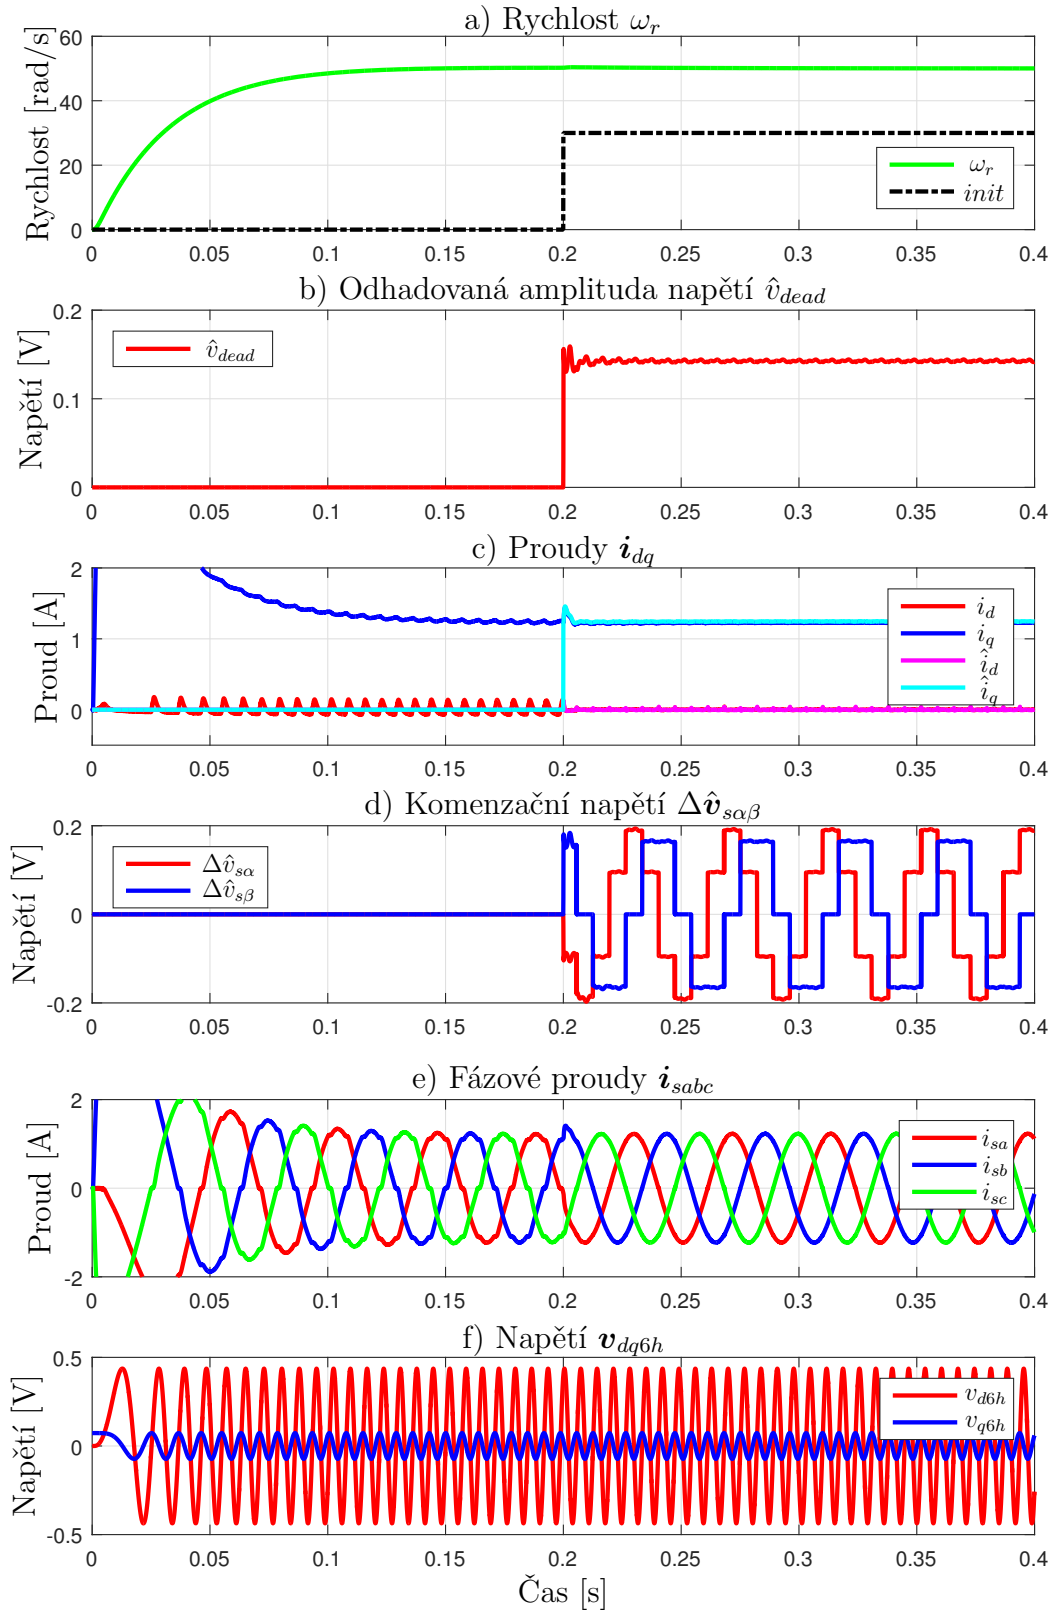 a) Rychlost ωr
Rychlost [rad/s]
60
40
20
0
ωr
init
0 0.05 0.1 0.15 0.2 0.25 0.3 0.35 0.4
b) Odhadovaná amplituda napětí v̂dead
Napětí [V]
0.2
0.1
0
v̂dead
0 0.05 0.1 0.15 0.2 0.25 0.3 0.35 0.4
c) Proudy idq
Proud [A]
2
1
0
id
iq
îd
îq
0 0.05 0.1 0.15 0.2 0.25 0.3 0.35 0.4
d) Komenzační napětí Δv̂sαβ
Napětí [V]
0.2
0
-0.2
Δv̂sα
Δv̂sβ
0 0.05 0.1 0.15 0.2 0.25 0.3 0.35 0.4
e) Fázové proudy isabc
Proud [A]
2
0
-2
isa
isb
isc
0 0.05 0.1 0.15 0.2 0.25 0.3 0.35 0.4
f) Napětí vdq6h
Napětí [V]
0.5
0
-0.5
vd6h
vq6h
0 0.05 0.1 0.15 0.2 0.25 0.3 0.35 0.4
Čas [s]